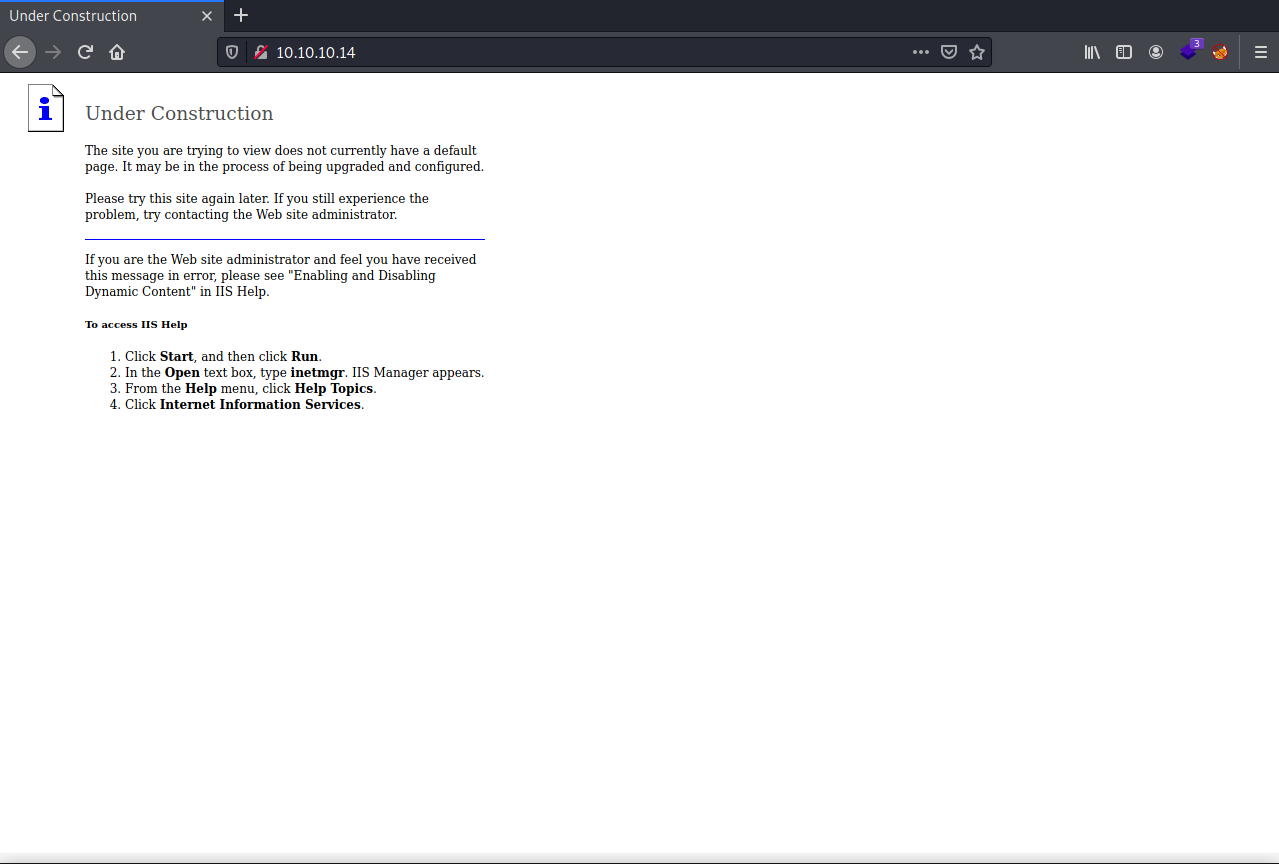 Under Construction
10.10.10.14
3
i
Under Construction
The site you are trying to view does not currently have a default
page. It may be in the process of being upgraded and configured.
Please try this site again later. If you still experience the
problem, try contacting the Web site administrator.
If you are the Web site administrator and feel you have received
this message in error, please see "Enabling and Disabling
Dynamic Content" in IIS Help.
To access IIS Help
1. Click Start, and then click Run.
2. In the Open text box, type inetmgr. IIS Manager appears.
3. From the Help menu, click Help Topics.
4. Click Internet Information Services.